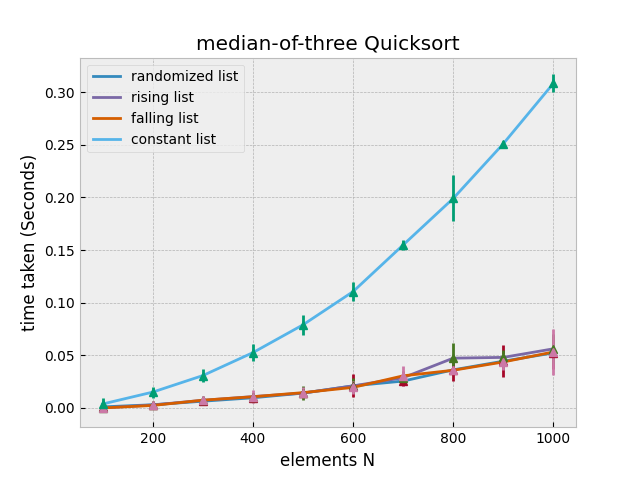 median-of-three Quicksort
randomized list
rising list
falling list
constant list
time taken (Seconds)
0.30
0.25
0.20
0.15
0.10
0.05
0.00
200 400 600 800 1000
elements N